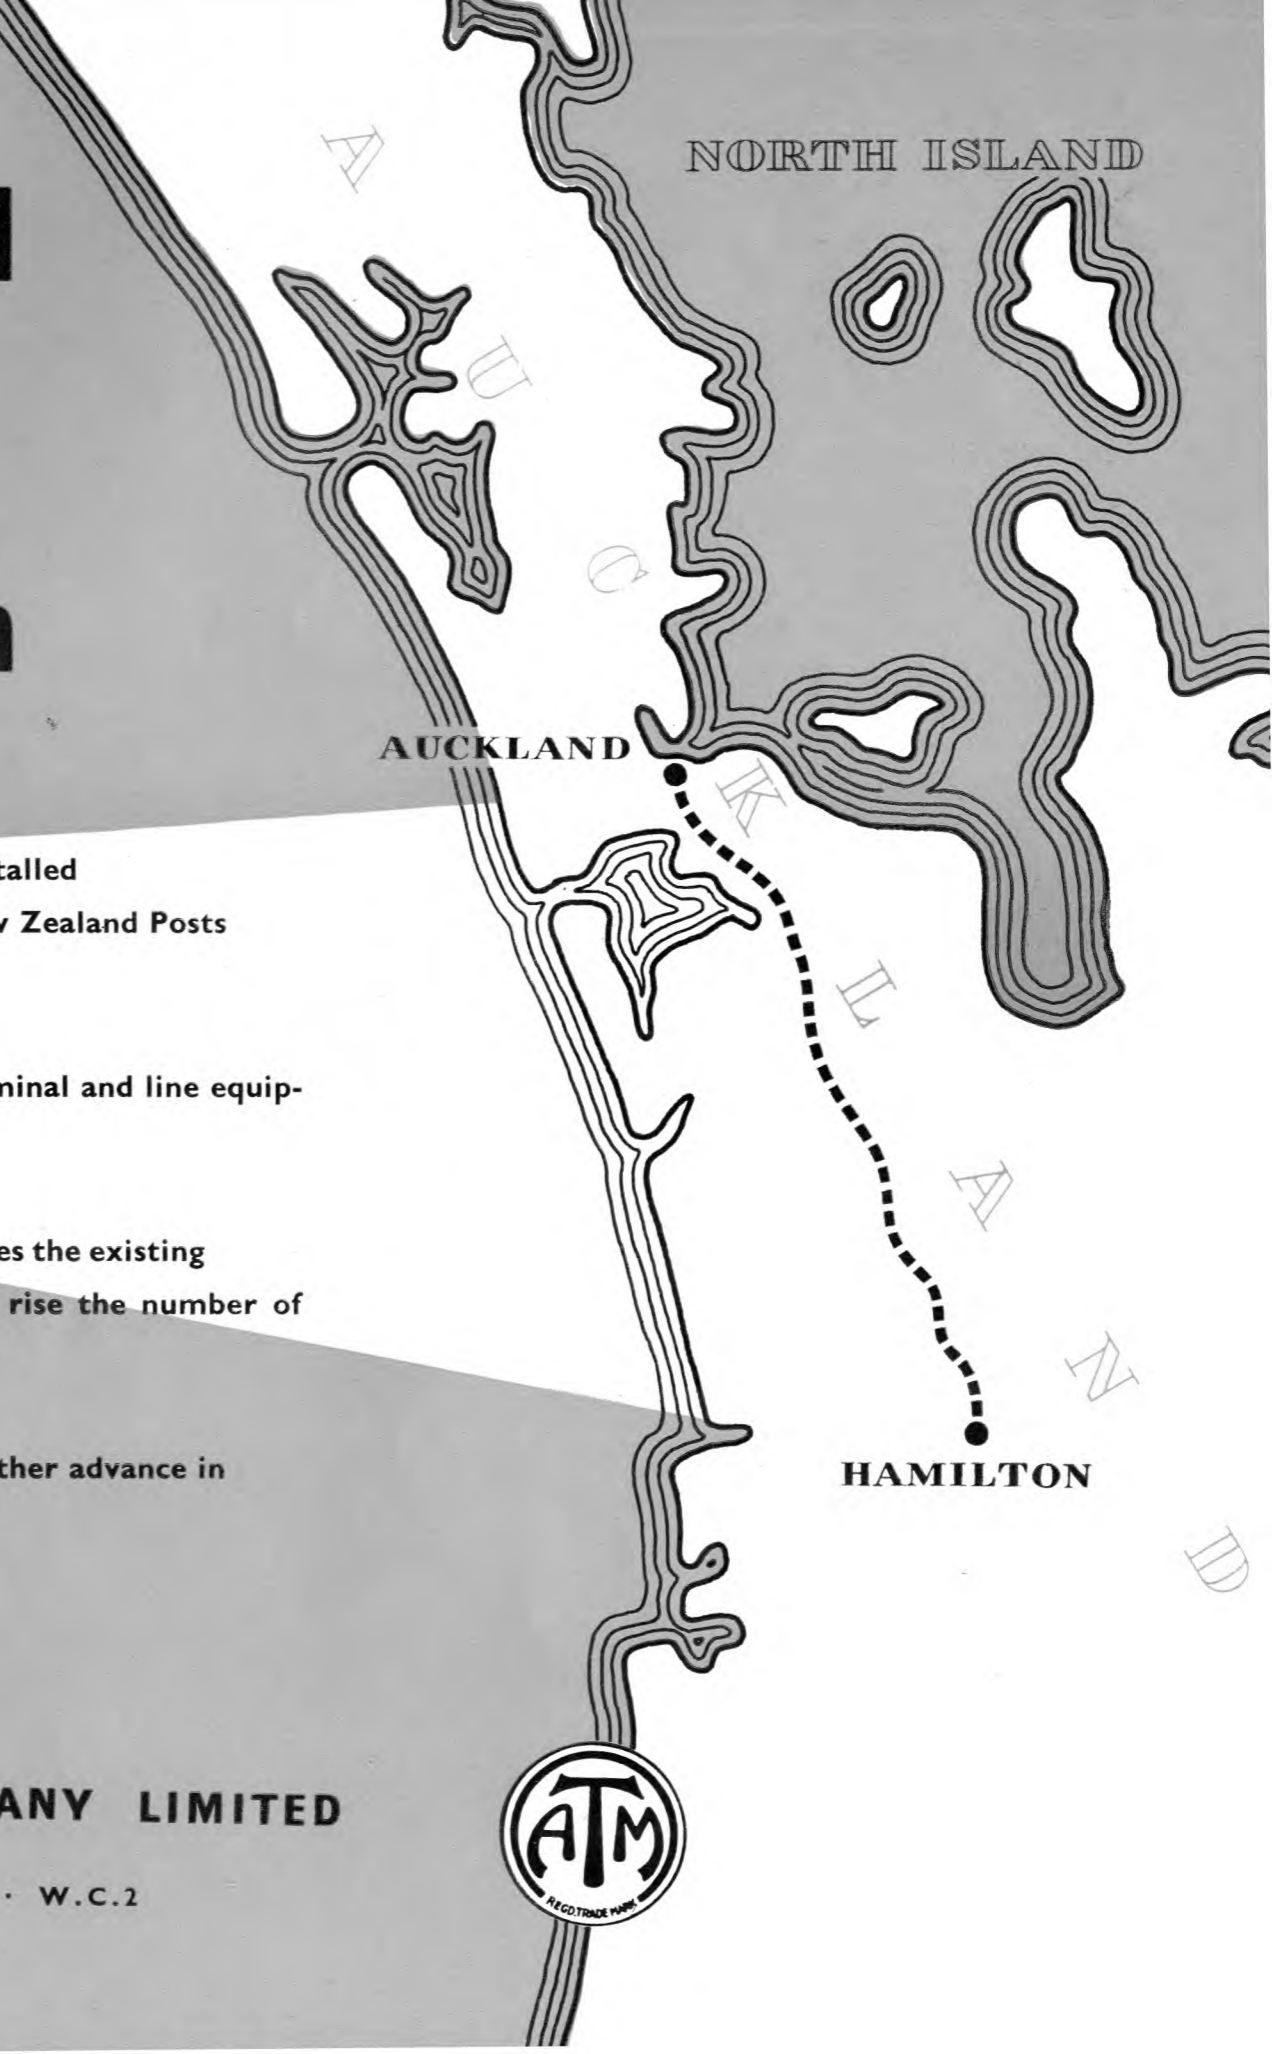 NORTH ISLAND
AUCKLAND
AUCKLAND
talled
Zealand Posts
minal and line equip-
es the existing
rise the number of
ther advance in
HAMILTON
ANY LIMITED
· W.C.2
ATM
REGD. TRADE MARK